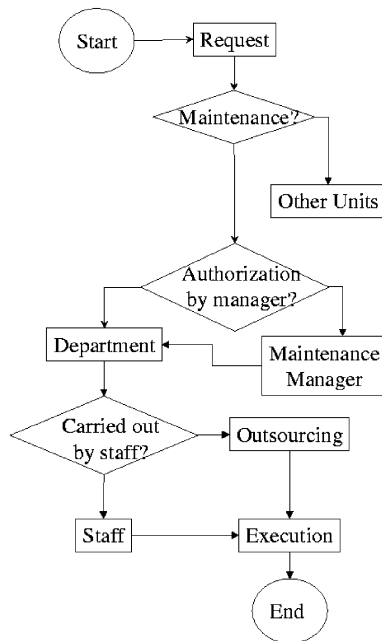 Start
Request
Maintenance?
Other Units
Authorization
by manager?
Department
Maintenance
Manager
Carried out
by staff?
Outsourcing
Staff
Execution
End